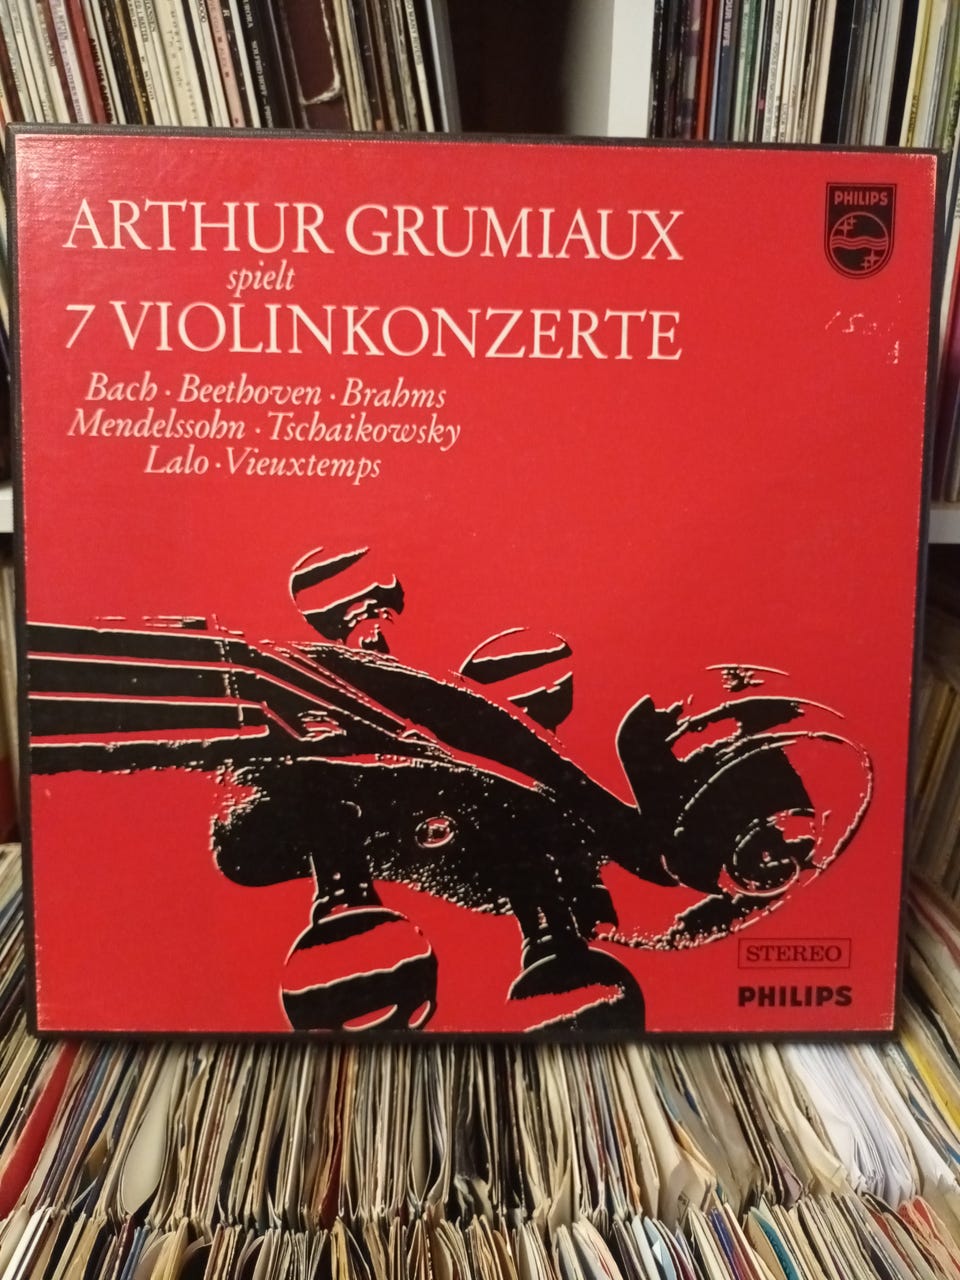 ARTHUR GRUMIAUX
spielt
7 VIOLINKONZERTE
Bach · Beethoven · Brahms
Mendelssohn · Tschaikowsky
Lalo · Vieuxtemps
PHILIPS
STEREO
PHILIPS